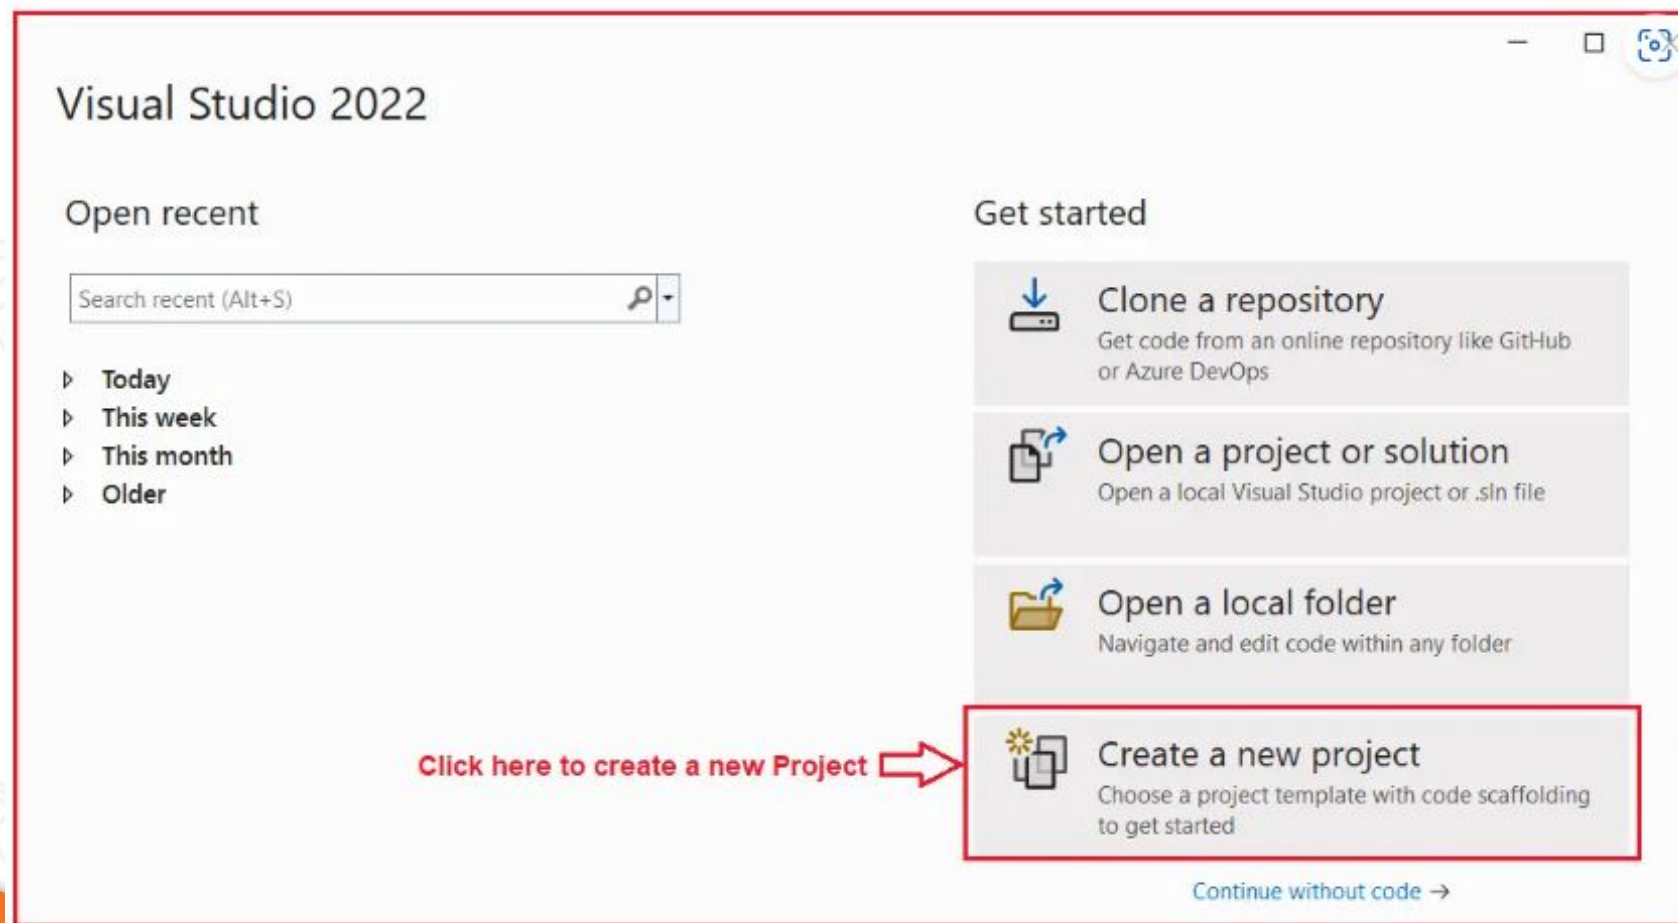 Visual Studio 2022
Open recent
Search recent (Alt+S)
Today
This week
This month
Older
Get started
Clone a repository
Get code from an online repository like GitHub
or Azure DevOps
Open a project or solution
Open a local Visual Studio project or .sln file
Open a local folder
Navigate and edit code within any folder
Click here to create a new Project
Create a new project
Choose a project template with code scaffolding
to get started
Continue without code →